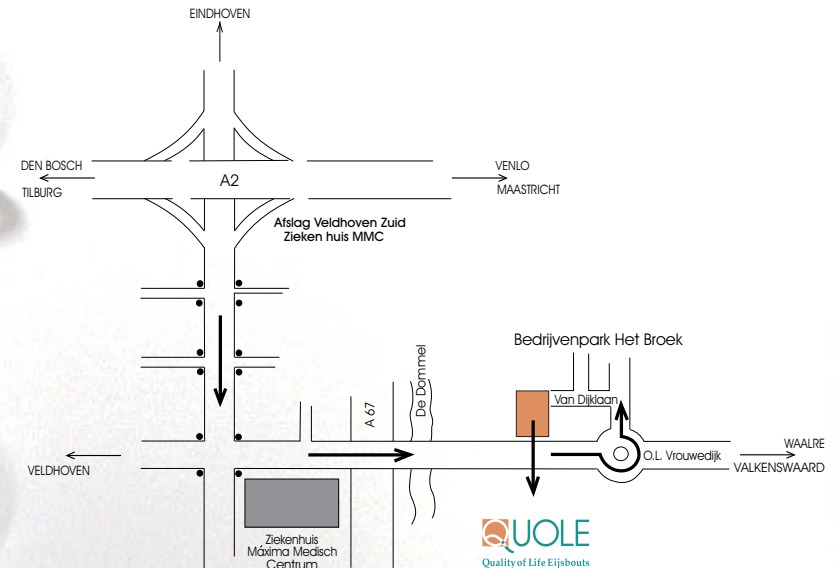 EINDHOVEN
DEN BOSCH
TILBURG
A2
VENLO
MAASTRICHT
Afslag Veldhoven Zuid
Zieken huis MMC
Bedrijvenpark Het Broek
De Dommel
A 67
Van Dijklaan
VELDHOVEN
O.L. Vrouwedijk
WAALRE
VALKENSWAARD
Ziekenhuis
Máxima Medisch
Centrum
QUOLE
Quality of Life Eijsbouts